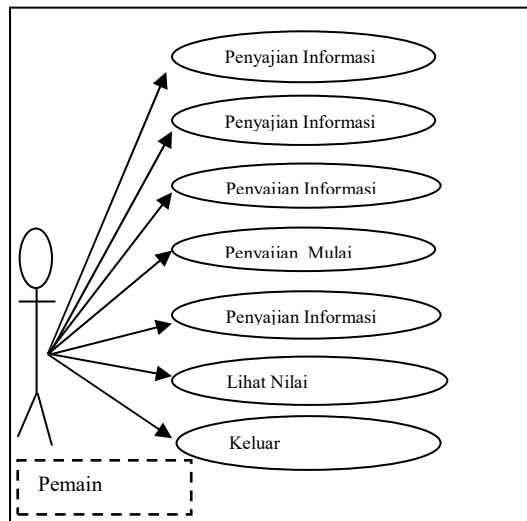 Penyajian Informasi
Penyajian Informasi
Penyajian Informasi
Penyajian Mulai
Penyajian Informasi
Lihat Nilai
Keluar
Pemain